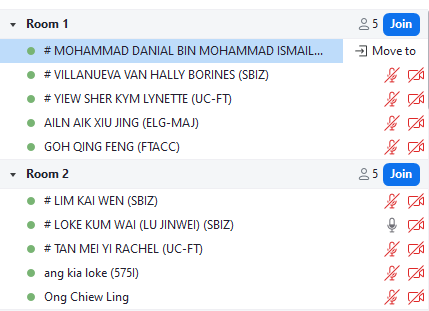 Room 1 5 Join
# MOHAMMAD DANIAL BIN MOHAMMAD ISMAIL... Move to
# VILLANUEVA VAN HALLY BORINES (SBIZ)
# YIEW SHER KYM LYNETTE (UC-FT)
AILN AIK XIU JING (ELG-MAJ)
GOH QING FENG (FTACC)
Room 2 5 Join
# LIM KAI WEN (SBIZ)
# LOKE KUM WAI (LU JINWEI) (SBIZ)
# TAN MEI YI RACHEL (UC-FT)
ang kia loke (575I)
Ong Chiew Ling